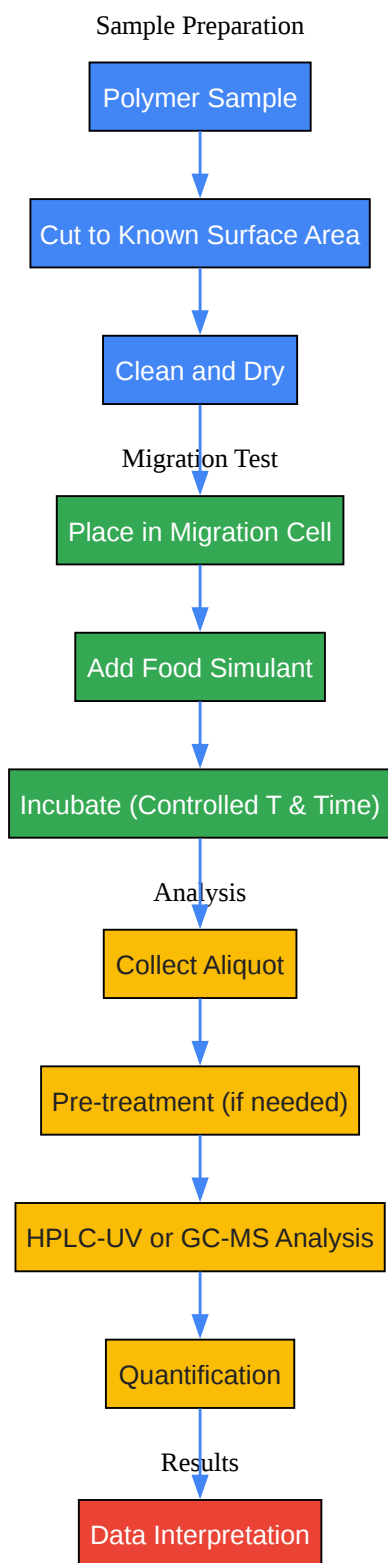 Sample Preparation
Polymer Sample
Cut to Known Surface Area
Clean and Dry
Migration Test
Place in Migration Cell
Add Food Simulant
Incubate (Controlled T & Time)
Analysis
Collect Aliquot
Pre-treatment (if needed)
HPLC-UV or GC-MS Analysis
Quantification
Results
Data Interpretation